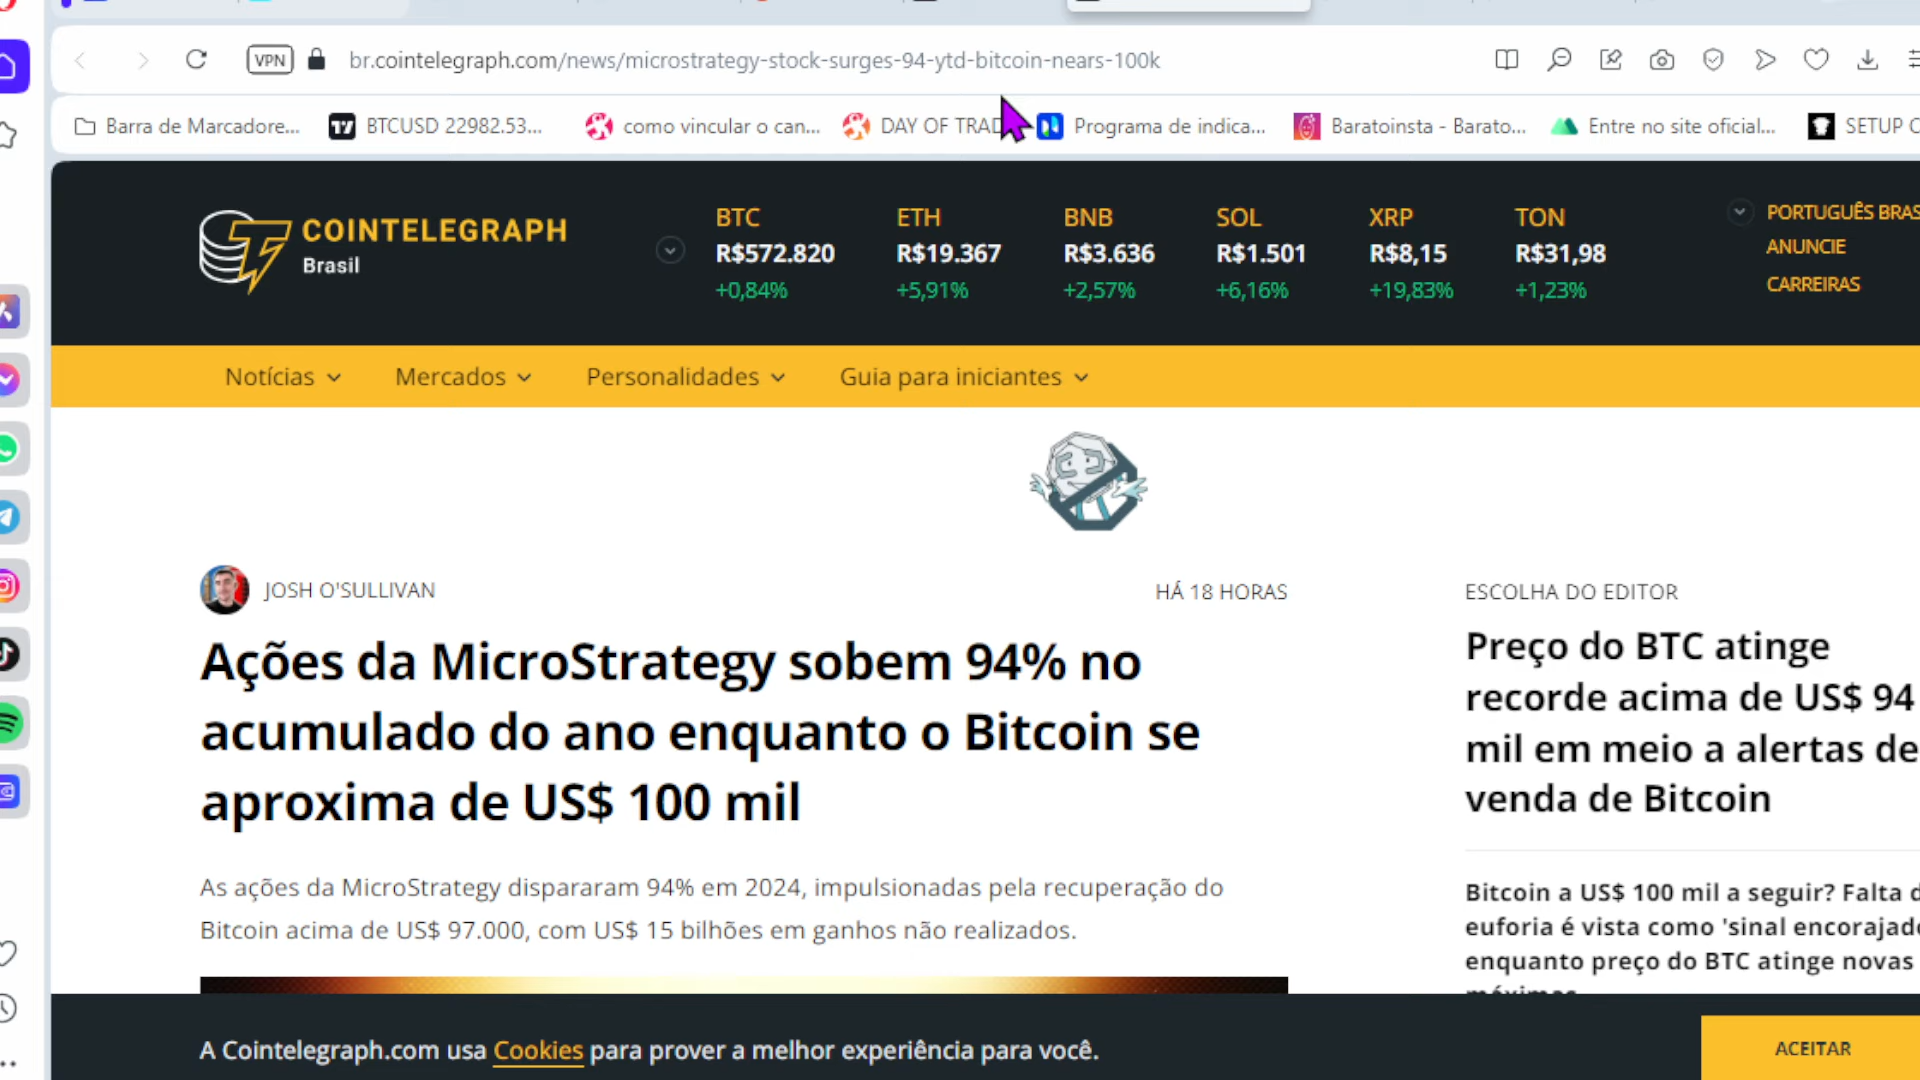 VPN
br.cointelegraph.com/news/microstrategy-stock-surges-94-ytd-bitcoin-nears-100k
Barra de Marcadore...
BTCUSD 22982.53...
como vincular o can...
DAY OF TRAD
Programa de indica...
Baratoinsta - Barato...
Entre no site oficial...
SETUP
COINTELEGRAPH
Brasil
BTC
R$572.820
+0,84%
ETH
R$19.367
+5,91%
BNB
R$3.636
+2,57%
SOL
R$1.501
+6,16%
XRP
R$8,15
+19,83%
TON
R$31,98
+1,23%
PORTUGUÊS BRAS
ANUNCIE
CARREIRAS
Notícias
Mercados
Personalidades
Guia para iniciantes
JOSH O'SULLIVAN
HÁ 18 HORAS
Ações da MicroStrategy sobem 94% no
acumulado do ano enquanto o Bitcoin se
aproxima de US$ 100 mil
As ações da MicroStrategy dispararam 94% em 2024, impulsionadas pela recuperação do
Bitcoin acima de US$ 97.000, com US$ 15 bilhões em ganhos não realizados.
ESCOLHA DO EDITOR
Preço do BTC atinge
recorde acima de US$ 94
mil em meio a alertas de
venda de Bitcoin
Bitcoin a US$ 100 mil a seguir? Falta d
euforia é vista como 'sinal encorajado
enquanto preço do BTC atinge novas
máximas
A Cointelegraph.com usa Cookies para prover a melhor experiência para você.
ACEITAR